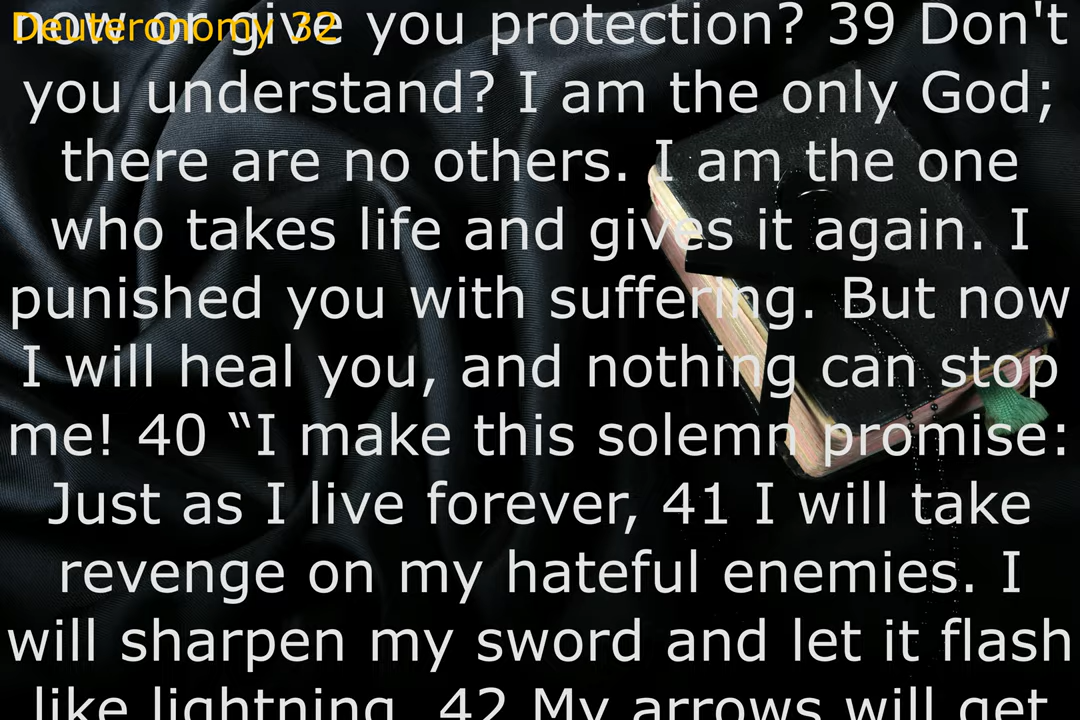 Deuteronomy 32
now or give you protection? 39 Don't
you understand? I am the only God;
there are no others. I am the one
who takes life and gives it again. I
punished you with suffering. But now
I will heal you, and nothing can stop
me! 40 “I make this solemn promise:
Just as I live forever, 41 I will take
revenge on my hateful enemies. I
will sharpen my sword and let it flash
like lightning. 42 My arrows will get